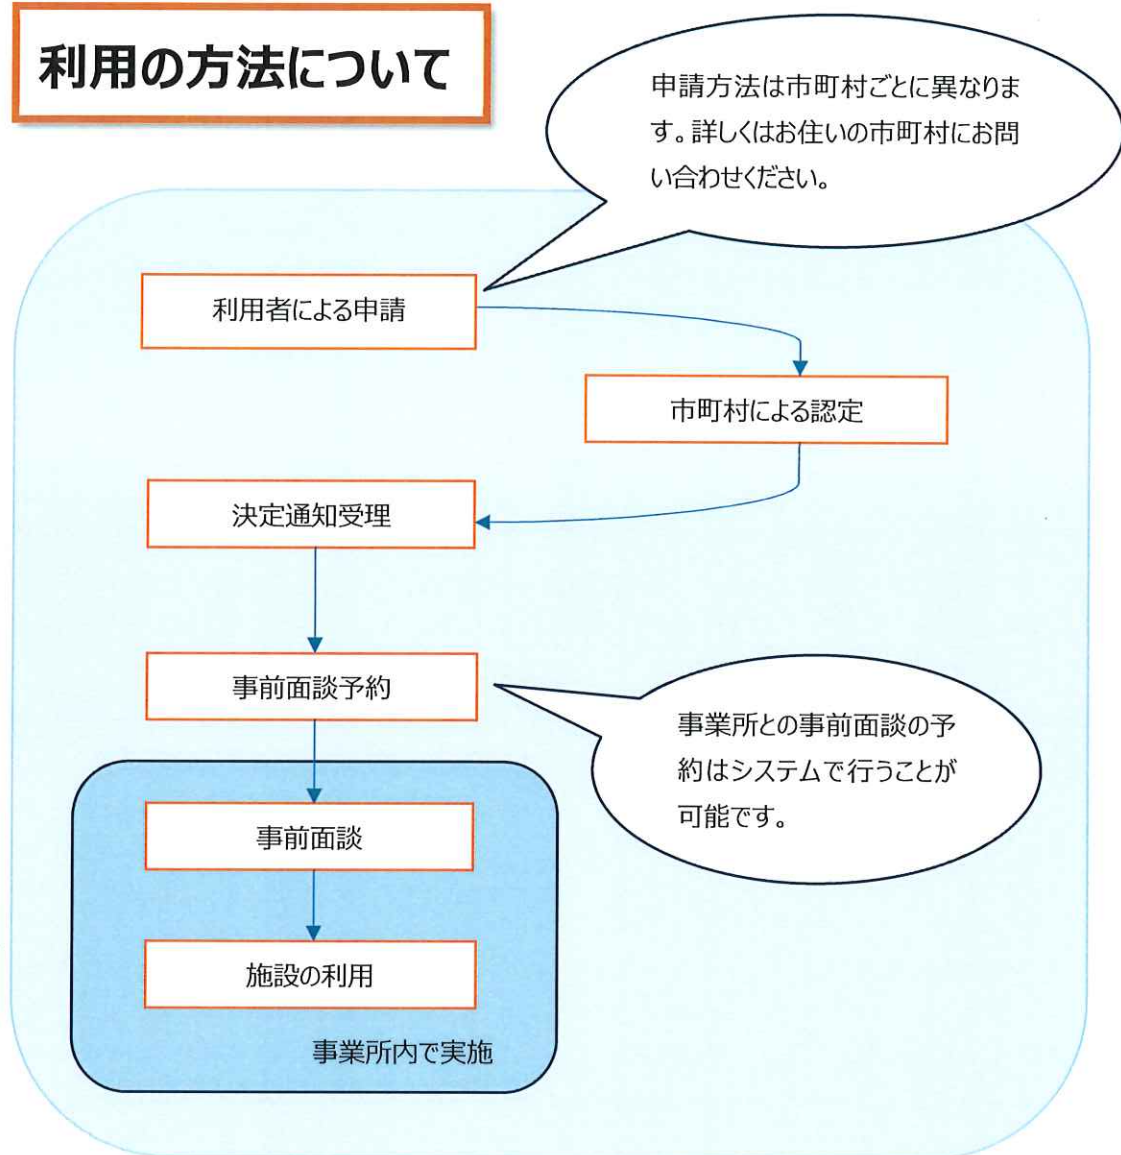 利用の方法について
申請方法は市町村ごとに異なりま
す。詳しくはお住いの市町村にお問
い合わせください。
利用者による申請
市町村による認定
決定通知受理
事前面談予約
事業所との事前面談の予
約はシステムで行うことが
可能です。
事前面談
施設の利用
事業所内で実施